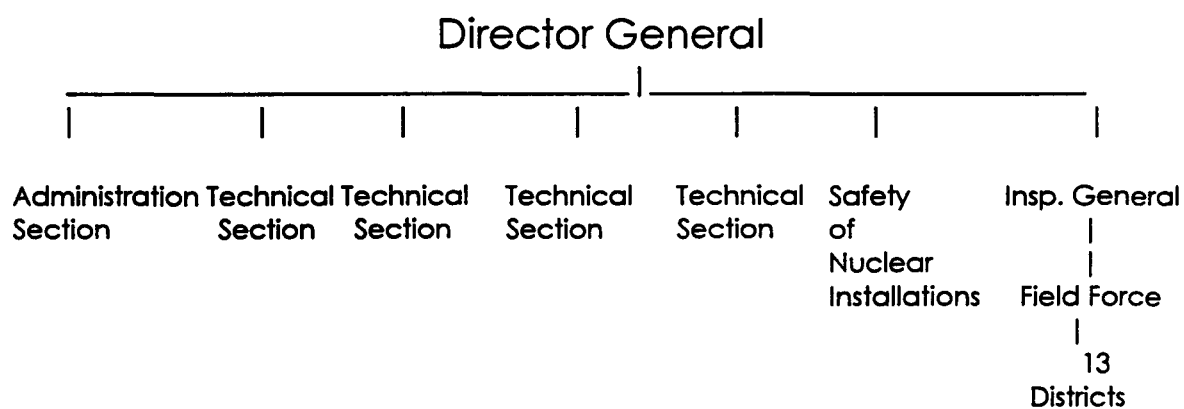 Director General
Administration Section
Technical Section
Technical Section
Technical Section
Technical Section
Safety of Nuclear Installations
Insp. General
Field Force
13
Districts